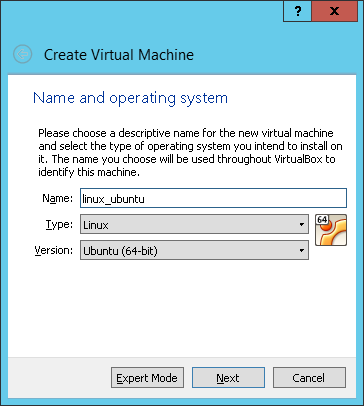 ? x
Create Virtual Machine
Name and operating system
Please choose a descriptive name for the new virtual machine
and select the type of operating system you intend to install on
it. The name you choose will be used throughout VirtualBox to
identify this machine.
Name: linux_ubuntu
Type: Linux
64
Version: Ubuntu (64-bit)
Expert Mode Next Cancel